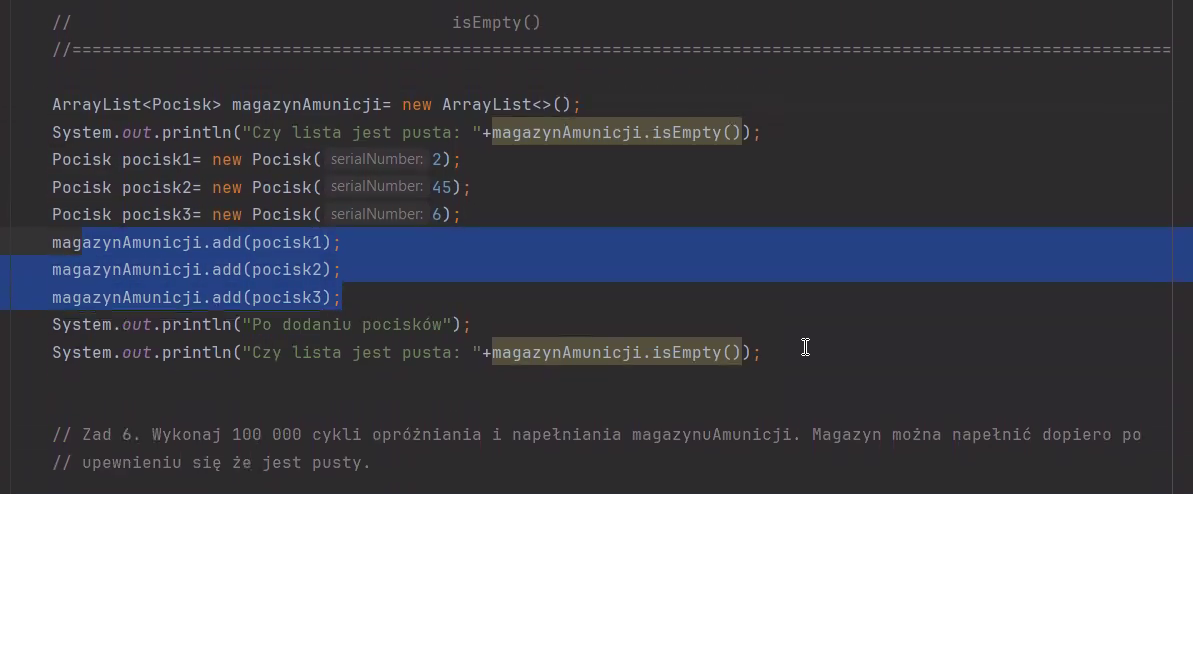 // isEmpty()
//==============================================================================================================
ArrayList<Pocisk> magazynAmunicji= new ArrayList<>();
System.out.println("Czy lista jest pusta: "+magazynAmunicji.isEmpty());
Pocisk pocisk1= new Pocisk( serialNumber: 2);
Pocisk pocisk2= new Pocisk( serialNumber: 45);
Pocisk pocisk3= new Pocisk( serialNumber: 6);
magazynAmunicji.add(pocisk1);
magazynAmunicji.add(pocisk2);
magazynAmunicji.add(pocisk3);
System.out.println("Po dodaniu pocisków");
System.out.println("Czy lista jest pusta: "+magazynAmunicji.isEmpty());
// Zad 6. Wykonaj 100 000 cykli opróżniania i napełniania magazynuAmunicji. Magazyn można napełnić dopiero po
// upewnieniu się że jest pusty.